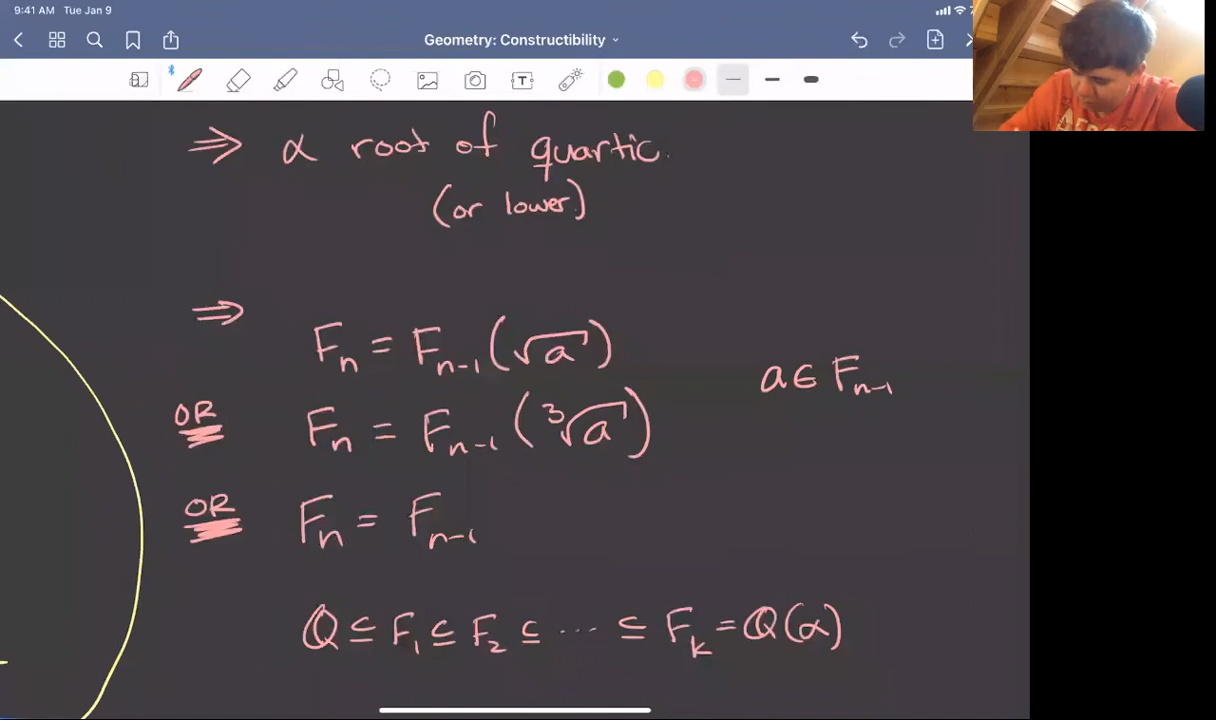 9:41 AM Tue Jan 9
Geometry: Constructibility
⇒ α root of quartic.
(or lower)
⇒
Fₙ = Fₙ₋₁(√a)
a ∈ Fₙ₋₁
OR Fₙ = Fₙ₋₁(³√a)
OR Fₙ = Fₙ₋₁
ℚ ⊆ F₁ ⊆ F₂ ⊆ ⋯ ⊆ Fₖ = ℚ(α)